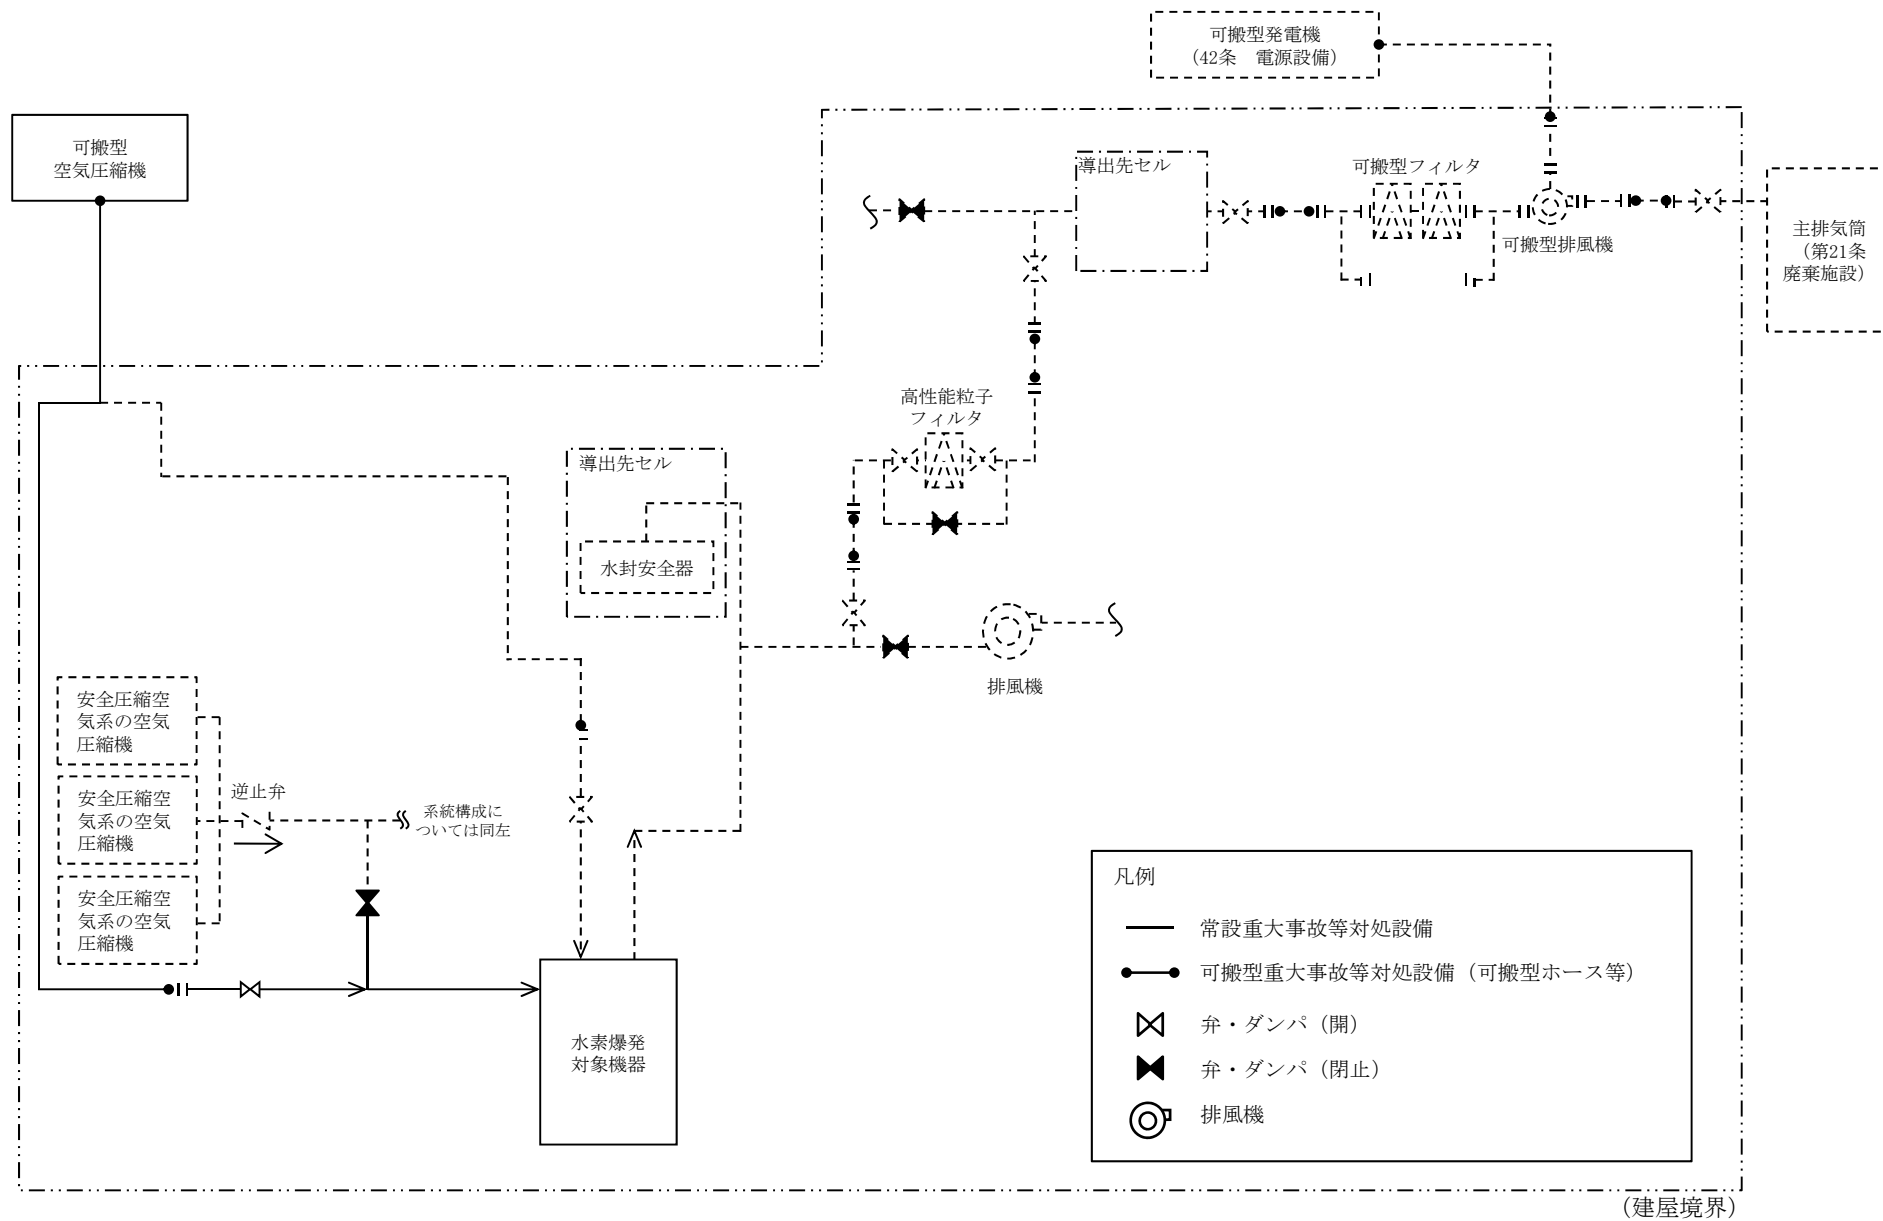 可搬型発電機
（42条　電源設備）
可搬型
空気圧縮機
導出先セル
可搬型フィルタ
可搬型排風機
主排気筒
（第21条
廃棄施設）
高性能粒子
フィルタ
導出先セル
水封安全器
排風機
安全圧縮空
気系の空気
圧縮機
安全圧縮空
気系の空気
圧縮機
安全圧縮空
気系の空気
圧縮機
逆止弁
系統構成に
ついては同左
水素爆発
対象機器
凡例
常設重大事故等対処設備
可搬型重大事故等対処設備（可搬型ホース等）
弁・ダンパ（開）
弁・ダンパ（閉止）
排風機
（建屋境界）